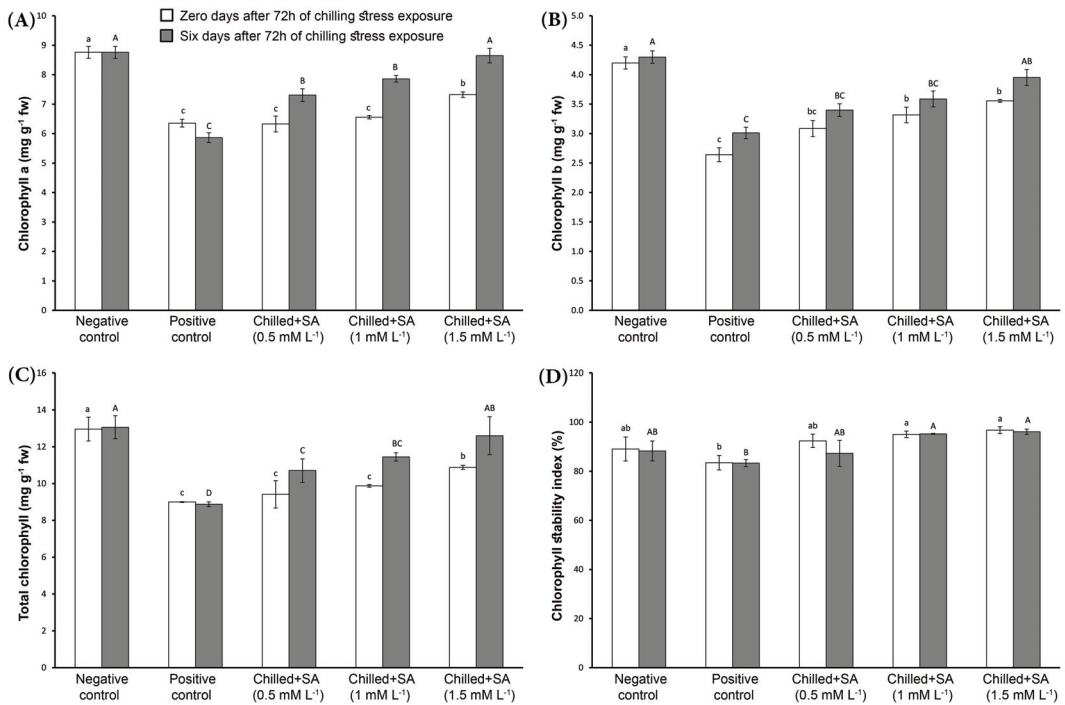 (A)
Zero days after 72h of chilling stress exposure
Six days after 72h of chilling stress exposure
Chlorophyll a (mg g⁻¹ fw)
10
9
8
7
6
5
4
3
2
1
0
a A
c C
c B
c B
b A
Negative control
Positive control
Chilled+SA (0.5 mM L⁻¹)
Chilled+SA (1 mM L⁻¹)
Chilled+SA (1.5 mM L⁻¹)
(B)
Chlorophyll b (mg g⁻¹ fw)
5.0
4.5
4.0
3.5
3.0
2.5
2.0
1.5
1.0
0.5
0.0
a A
c C
bc BC
b BC
b AB
Negative control
Positive control
Chilled+SA (0.5 mM L⁻¹)
Chilled+SA (1 mM L⁻¹)
Chilled+SA (1.5 mM L⁻¹)
(C)
Total chlorophyll (mg g⁻¹ fw)
16
14
12
10
8
6
4
2
0
a A
c D
c C
c BC
b AB
Negative control
Positive control
Chilled+SA (0.5 mM L⁻¹)
Chilled+SA (1 mM L⁻¹)
Chilled+SA (1.5 mM L⁻¹)
(D)
Chlorophyll stability index (%)
120
100
80
60
40
20
0
ab AB
b B
ab AB
a A
a A
Negative control
Positive control
Chilled+SA (0.5 mM L⁻¹)
Chilled+SA (1 mM L⁻¹)
Chilled+SA (1.5 mM L⁻¹)